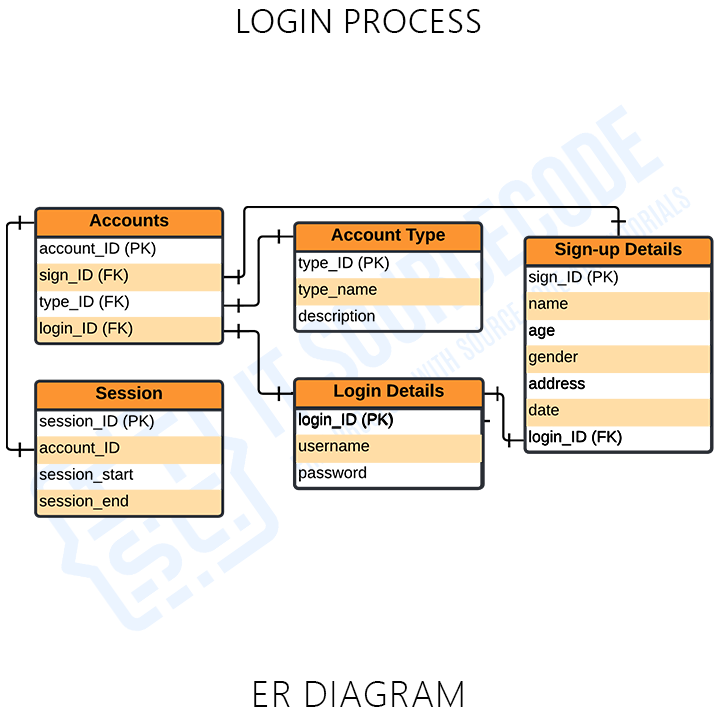 LOGIN PROCESS
Accounts
account_ID (PK)
sign_ID (FK)
type_ID (FK)
login_ID (FK)
Account Type
type_ID (PK)
type_name
description
Sign-up Details
sign_ID (PK)
name
age
gender
address
date
login_ID (FK)
Session
session_ID (PK)
account_ID
session_start
session_end
Login Details
login_ID (PK)
username
password
IT SOURCECODE
WITH SOURCE
ER DIAGRAM